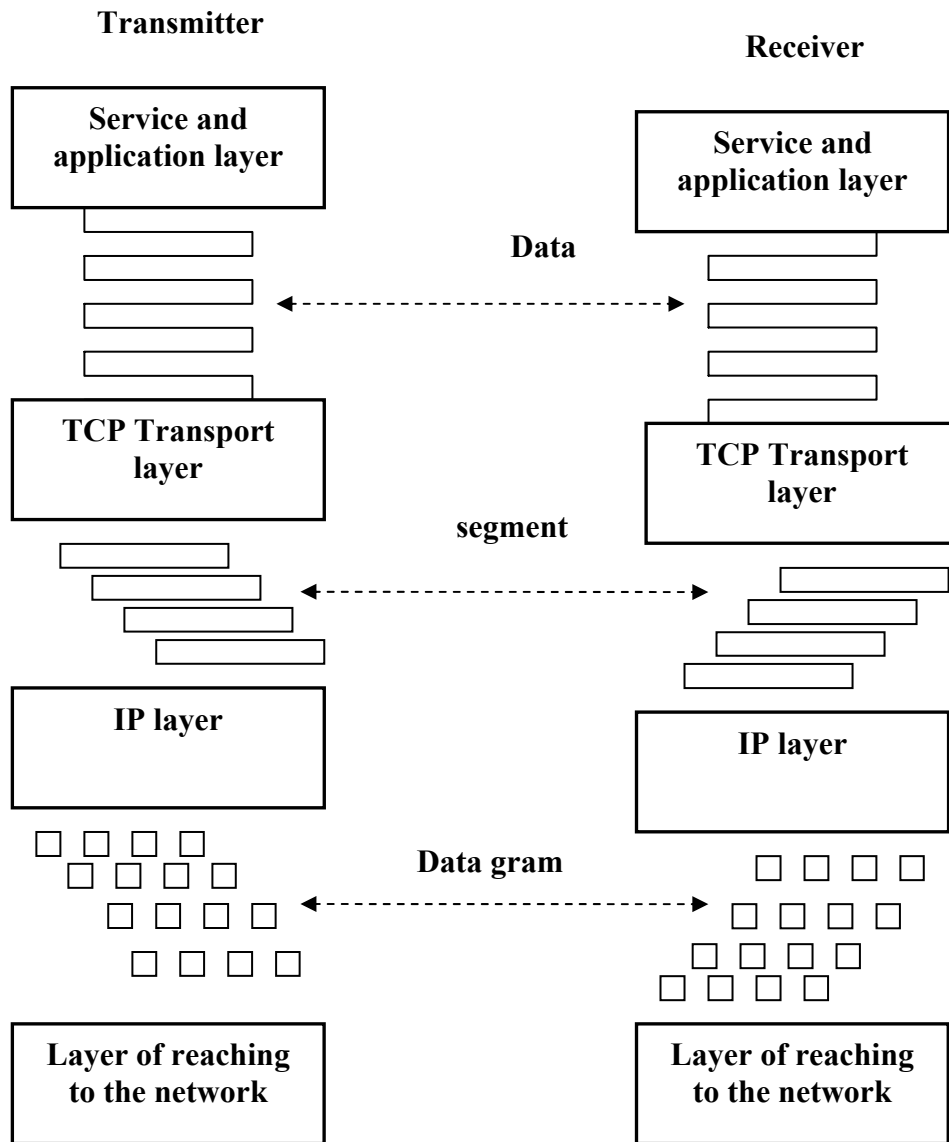 Transmitter
Receiver
Service and
application layer
Service and
application layer
Data
TCP Transport
layer
TCP Transport
layer
segment
IP layer
IP layer
Data gram
Layer of reaching
to the network
Layer of reaching
to the network